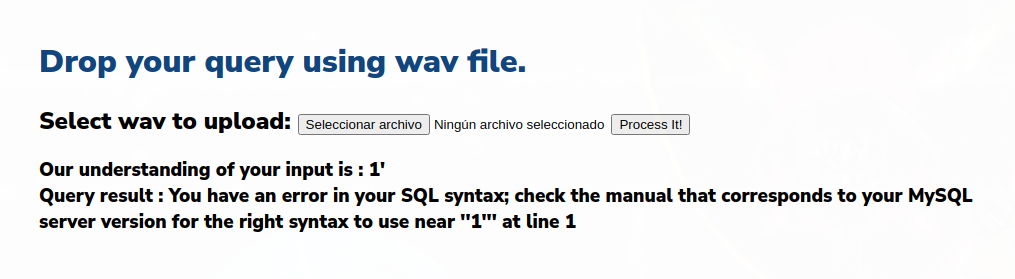 Drop your query using wav file.
Select wav to upload: Seleccionar archivo Ningún archivo seleccionado Process It!
Our understanding of your input is : 1'
Query result : You have an error in your SQL syntax; check the manual that corresponds to your MySQL
server version for the right syntax to use near ''1''' at line 1